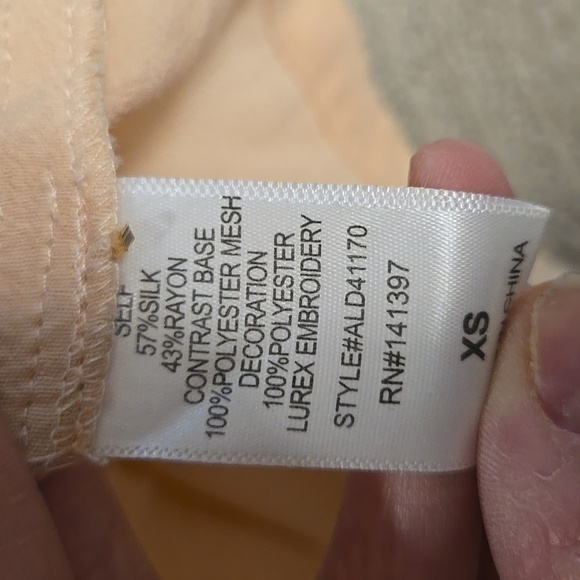 SELF
57%SILK
43%RAYON
CONTRAST BASE
100%POLYESTER MESH
DECORATION
100%POLYESTER
LUREX EMBROIDERY
STYLE#ALD41170
RN#141397
XS
CHINA